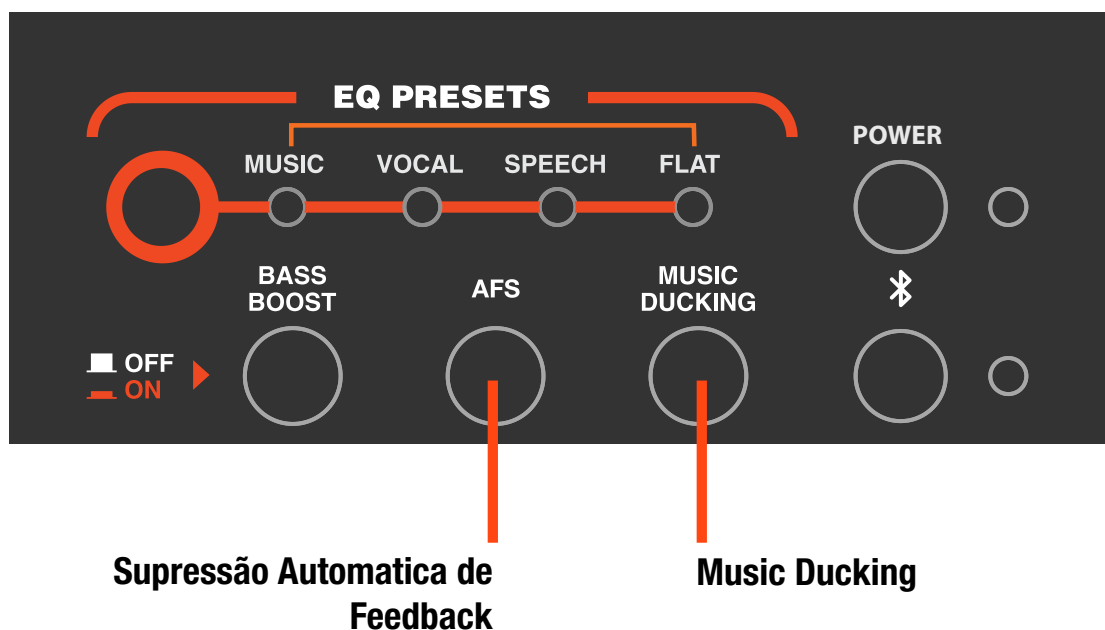 EQ PRESETS
MUSIC VOCAL SPEECH FLAT
POWER
BASS
BOOST
AFS
MUSIC
DUCKING
OFF
ON
Supressão Automatica de
Feedback
Music Ducking